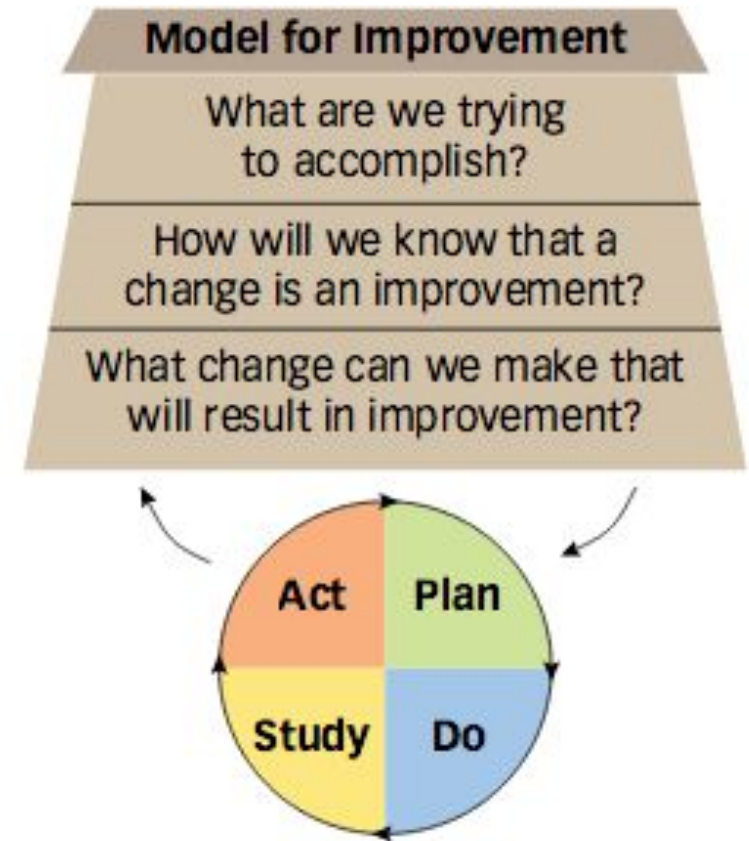 Model for Improvement
What are we trying
to accomplish?
How will we know that a
change is an improvement?
What change can we make that
will result in improvement?
Act
Plan
Study
Do